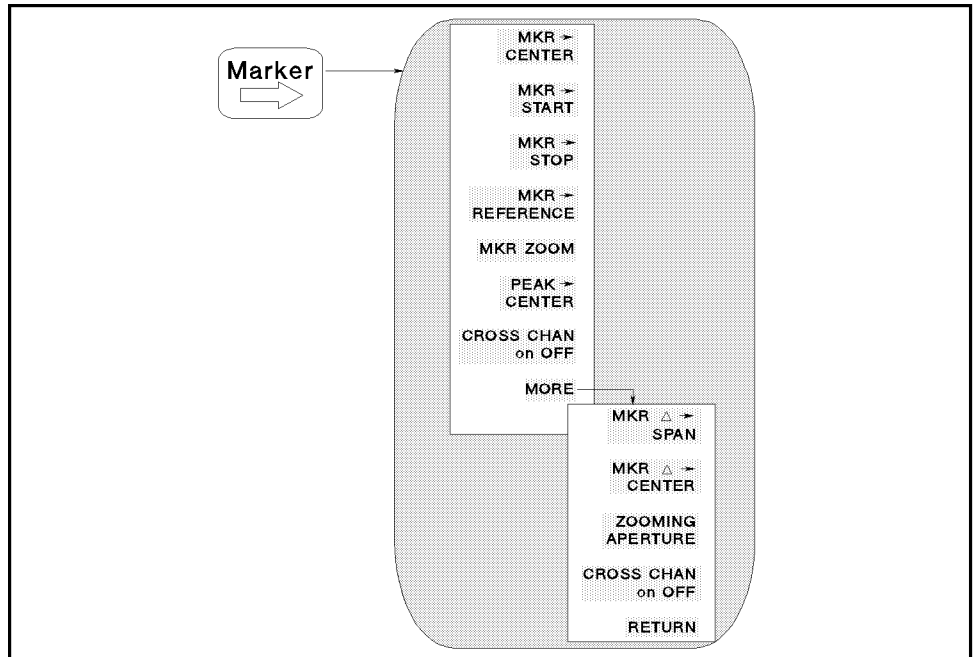 Marker
MKR →
CENTER
MKR →
START
MKR →
STOP
MKR →
REFERENCE
MKR ZOOM
PEAK →
CENTER
CROSS CHAN
on OFF
MORE
MKR △ →
SPAN
MKR △ →
CENTER
ZOOMING
APERTURE
CROSS CHAN
on OFF
RETURN